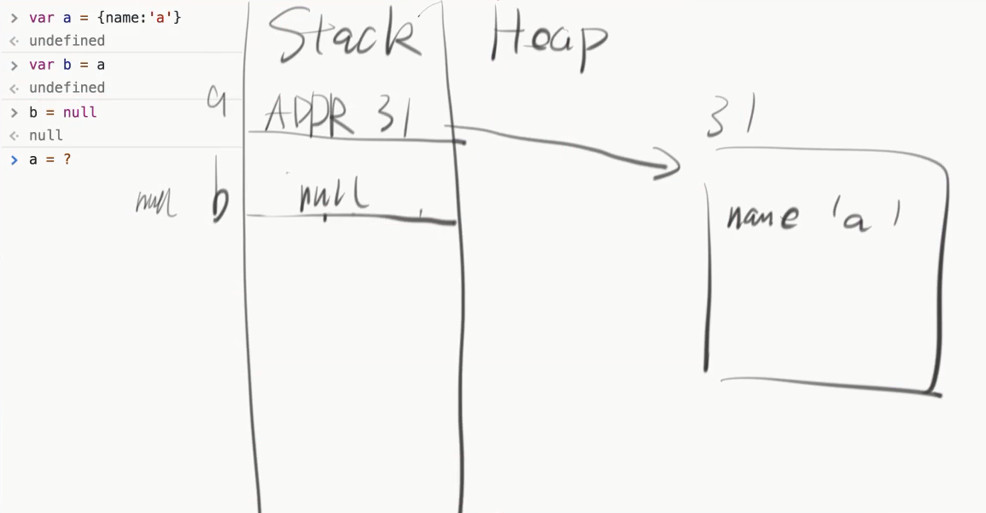 > var a = {name:'a'}
< undefined
> var b = a
< undefined
> b = null
< null
> a = ?
Stack
Heap
a
ADDR 31
31
null b
null
name 'a'